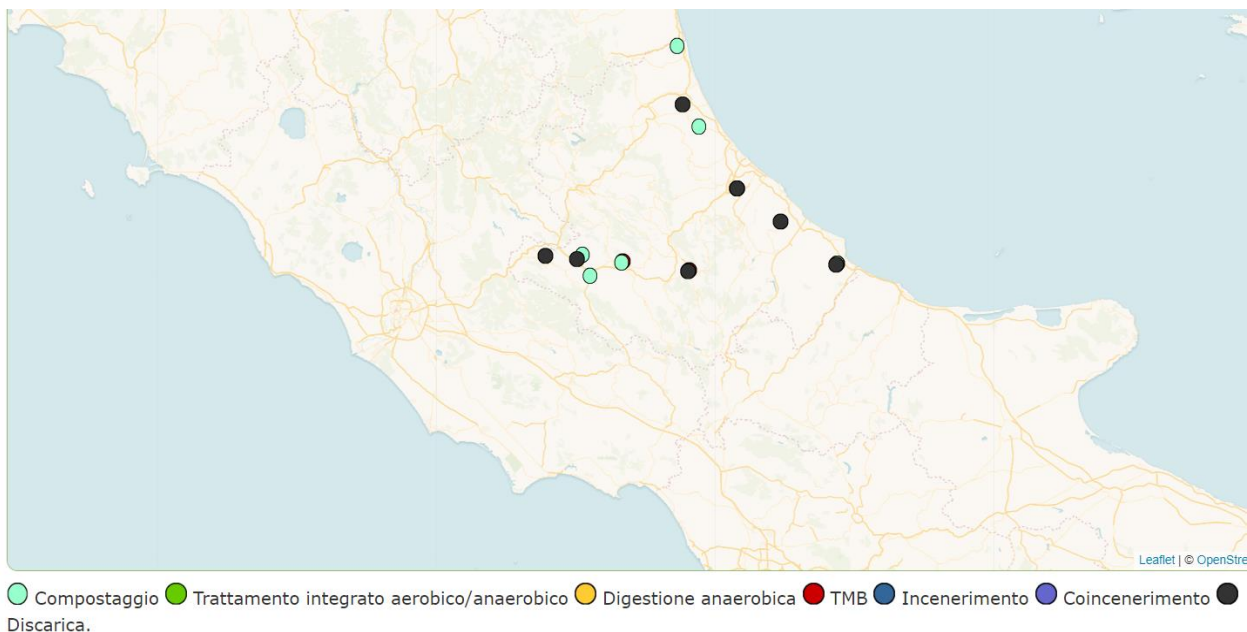 Leaflet | © OpenStre
Compostaggio Trattamento integrato aerobico/anaerobico Digestione anaerobica TMB Incenerimento Coincenerimento
Discarica.